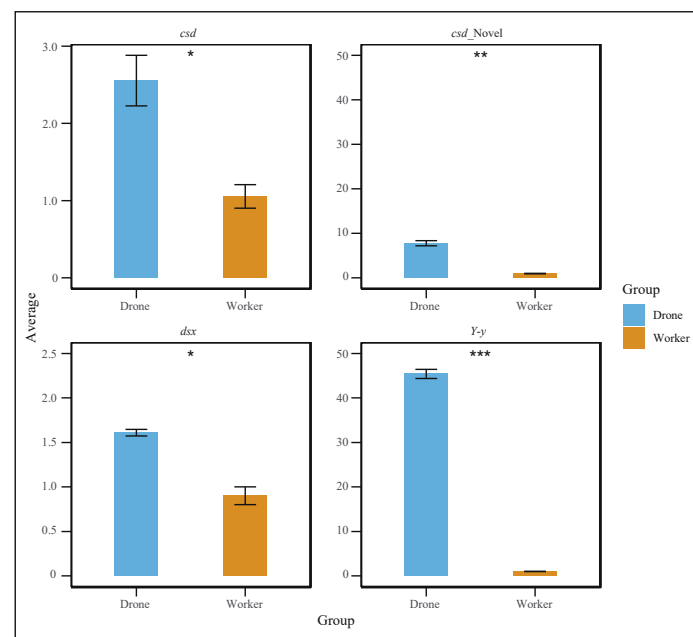 csd
csd_Novel
3.0
2.0
1.0
0
*
Drone
Worker
50
40
30
20
10
0
**
Drone
Worker
Average
dsx
Y-y
2.5
2.0
1.5
1.0
0.5
0
*
Drone
Worker
50
40
30
20
10
0
***
Drone
Worker
Group
Group
Drone
Worker